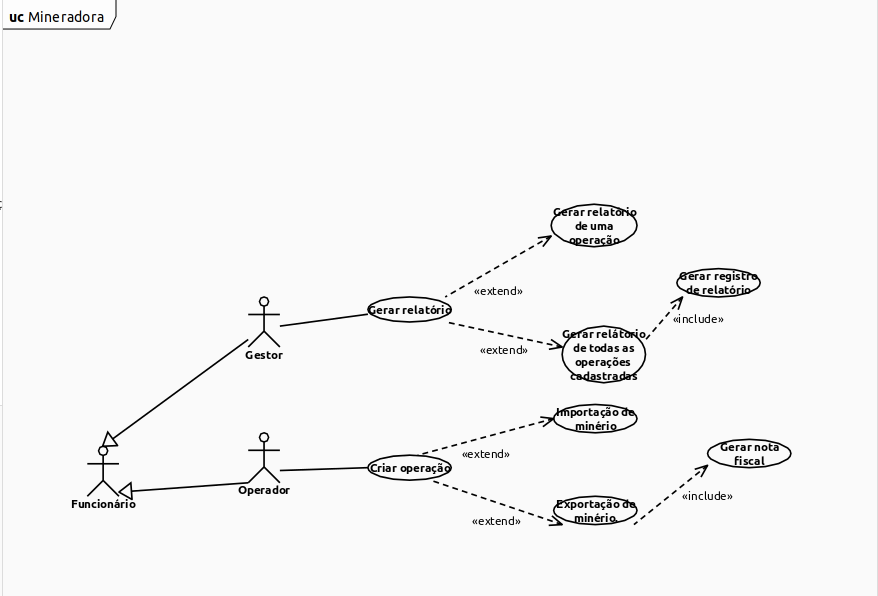 uc Mineradora
Gerar relatório
de uma
operação
«extend»
Gerar registro
de relatório
«include»
Gerar relatório
Gestor
«extend»
Gerar relátório
de todas as
operações
cadastradas
Importação de
minério
«extend»
Criar operação
Operador
Funcionário
Gerar nota
fiscal
«include»
Exportação de
minério
«extend»